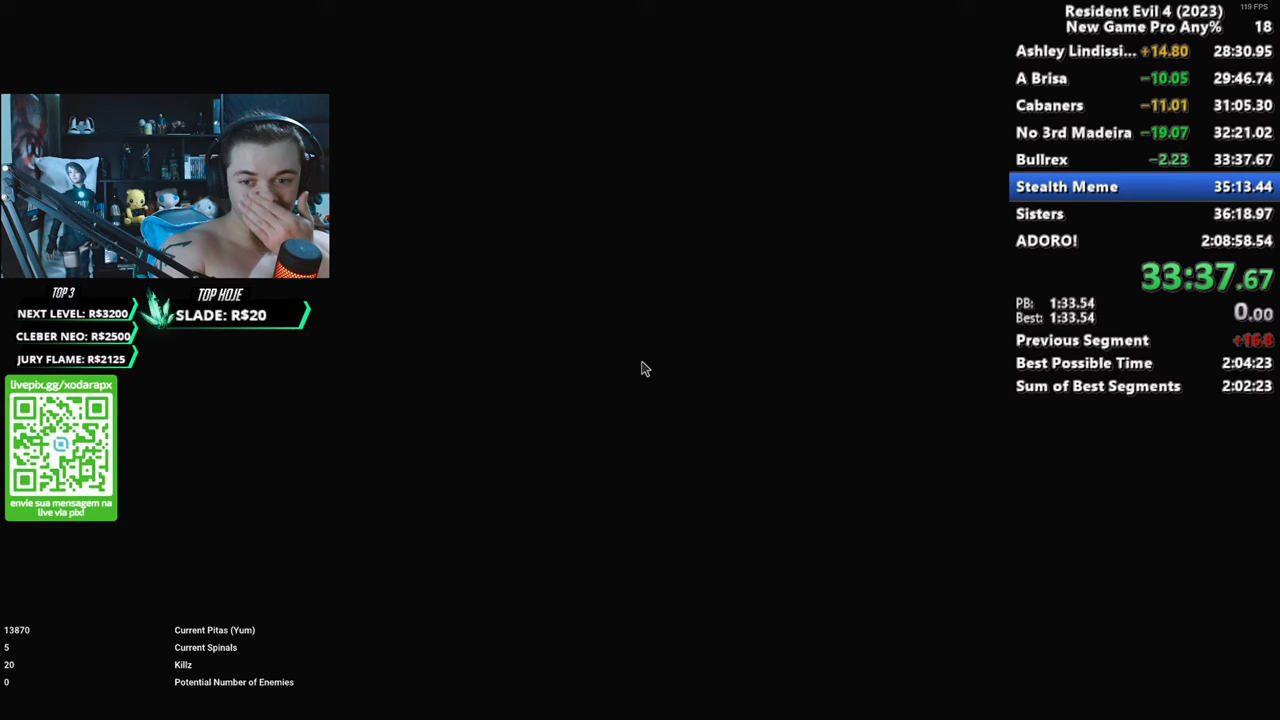 119 FPS
Resident Evil 4 (2023)
New Game Pro Any% 18
Ashley Lindissi... +14.80 28:30.95
A Brisa −10.05 29:46.74
Cabaners −11.01 31:05.30
No 3rd Madeira −19.07 32:21.02
Bullrex −2.23 33:37.67
Stealth Meme 35:13.44
Sisters 36:18.97
ADORO! 2:08:58.54
33:37.67
PB: 1:33.54
Best: 1:33.54
0.00
Previous Segment +16.8
Best Possible Time 2:04:23
Sum of Best Segments 2:02:23
TOP 3
NEXT LEVEL: R$3200
CLEBER NEO: R$2500
JURY FLAME: R$2125
TOP HOJE
SLADE: R$20
livepix.gg/xodarapx
envie sua mensagem na
live via pix!
13870 Current Pitas (Yum)
5 Current Spinals
20 Killz
0 Potential Number of Enemies